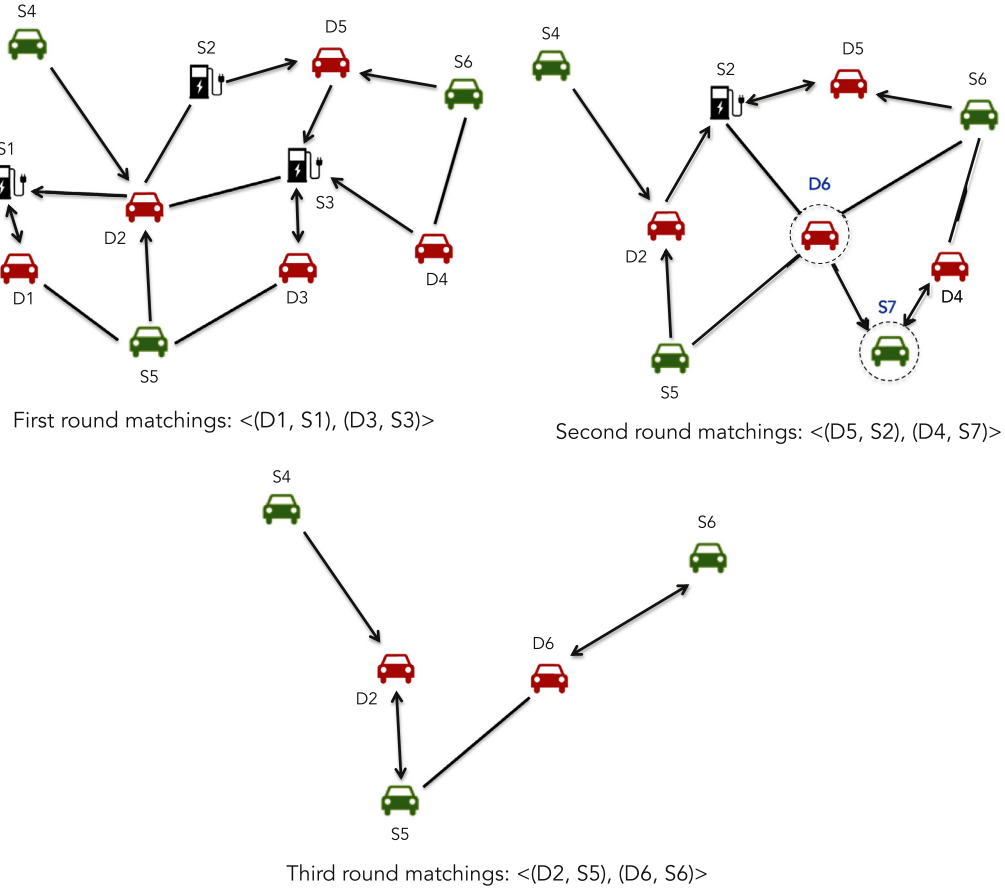 S4
S2
D5
S6
S1
S3
D2
D1
D3
D4
S5
First round matchings: <(D1, S1), (D3, S3)>
S4
S2
D5
S6
D6
D2
D4
S7
S5
Second round matchings: <(D5, S2), (D4, S7)>
S4
S6
D6
D2
S5
Third round matchings: <(D2, S5), (D6, S6)>